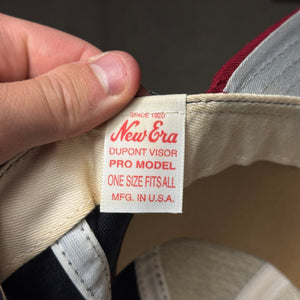 SINCE 1920
New Era
DUPONT VISOR
PRO MODEL
ONE SIZE FITS ALL
MFG. IN U.S.A.